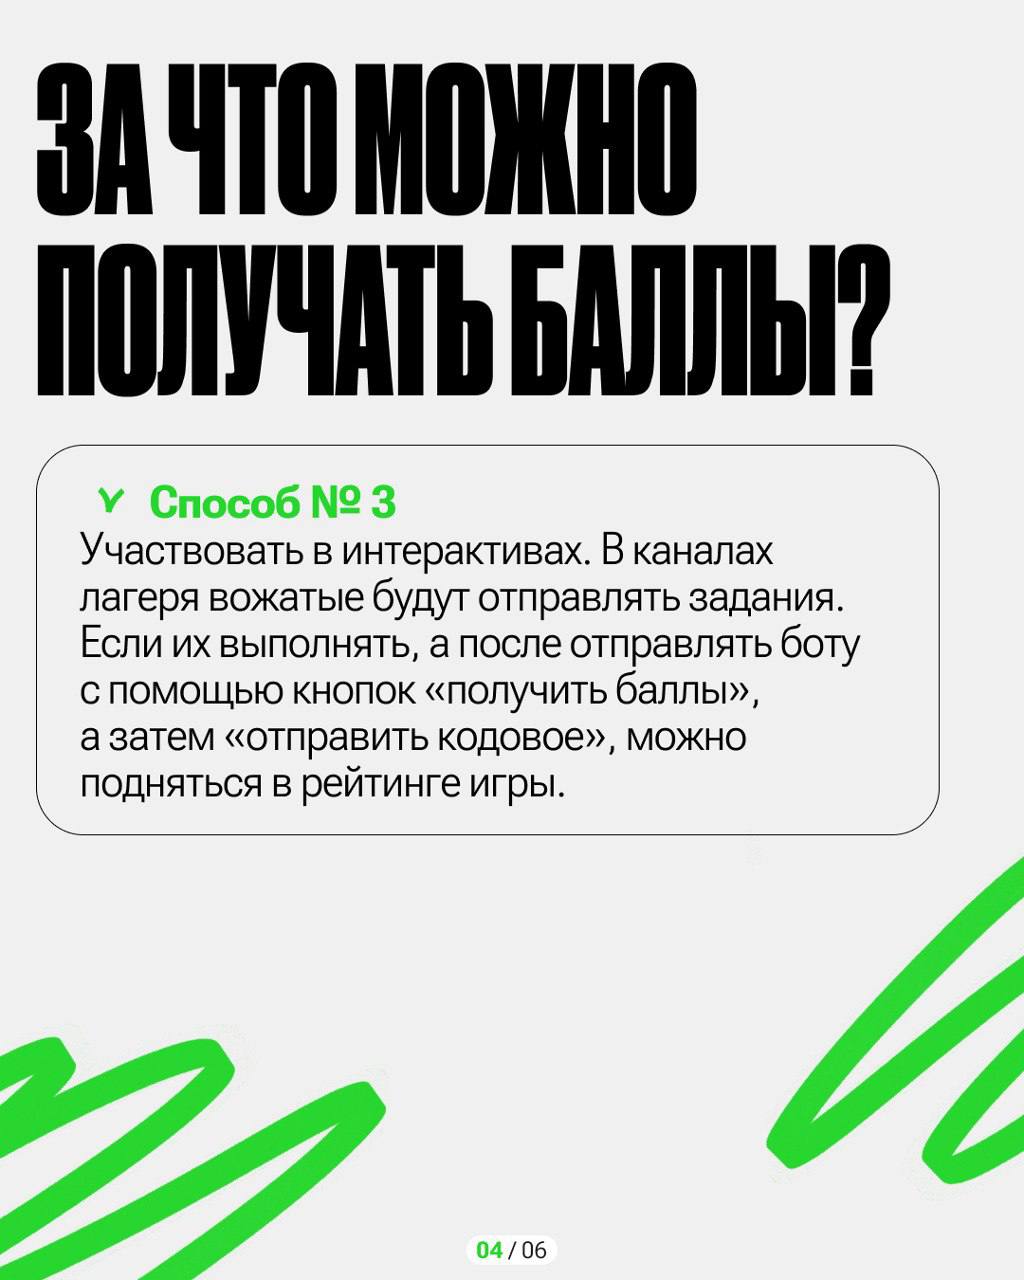 ЗА ЧТО МОЖНО
ПОЛУЧАТЬ БАЛЛЫ?
Способ № 3
Участвовать в интерактивах. В каналах
лагеря вожатые будут отправлять задания.
Если их выполнять, а после отправлять боту
с помощью кнопок «получить баллы»,
а затем «отправить кодовое», можно
подняться в рейтинге игры.
04 / 06